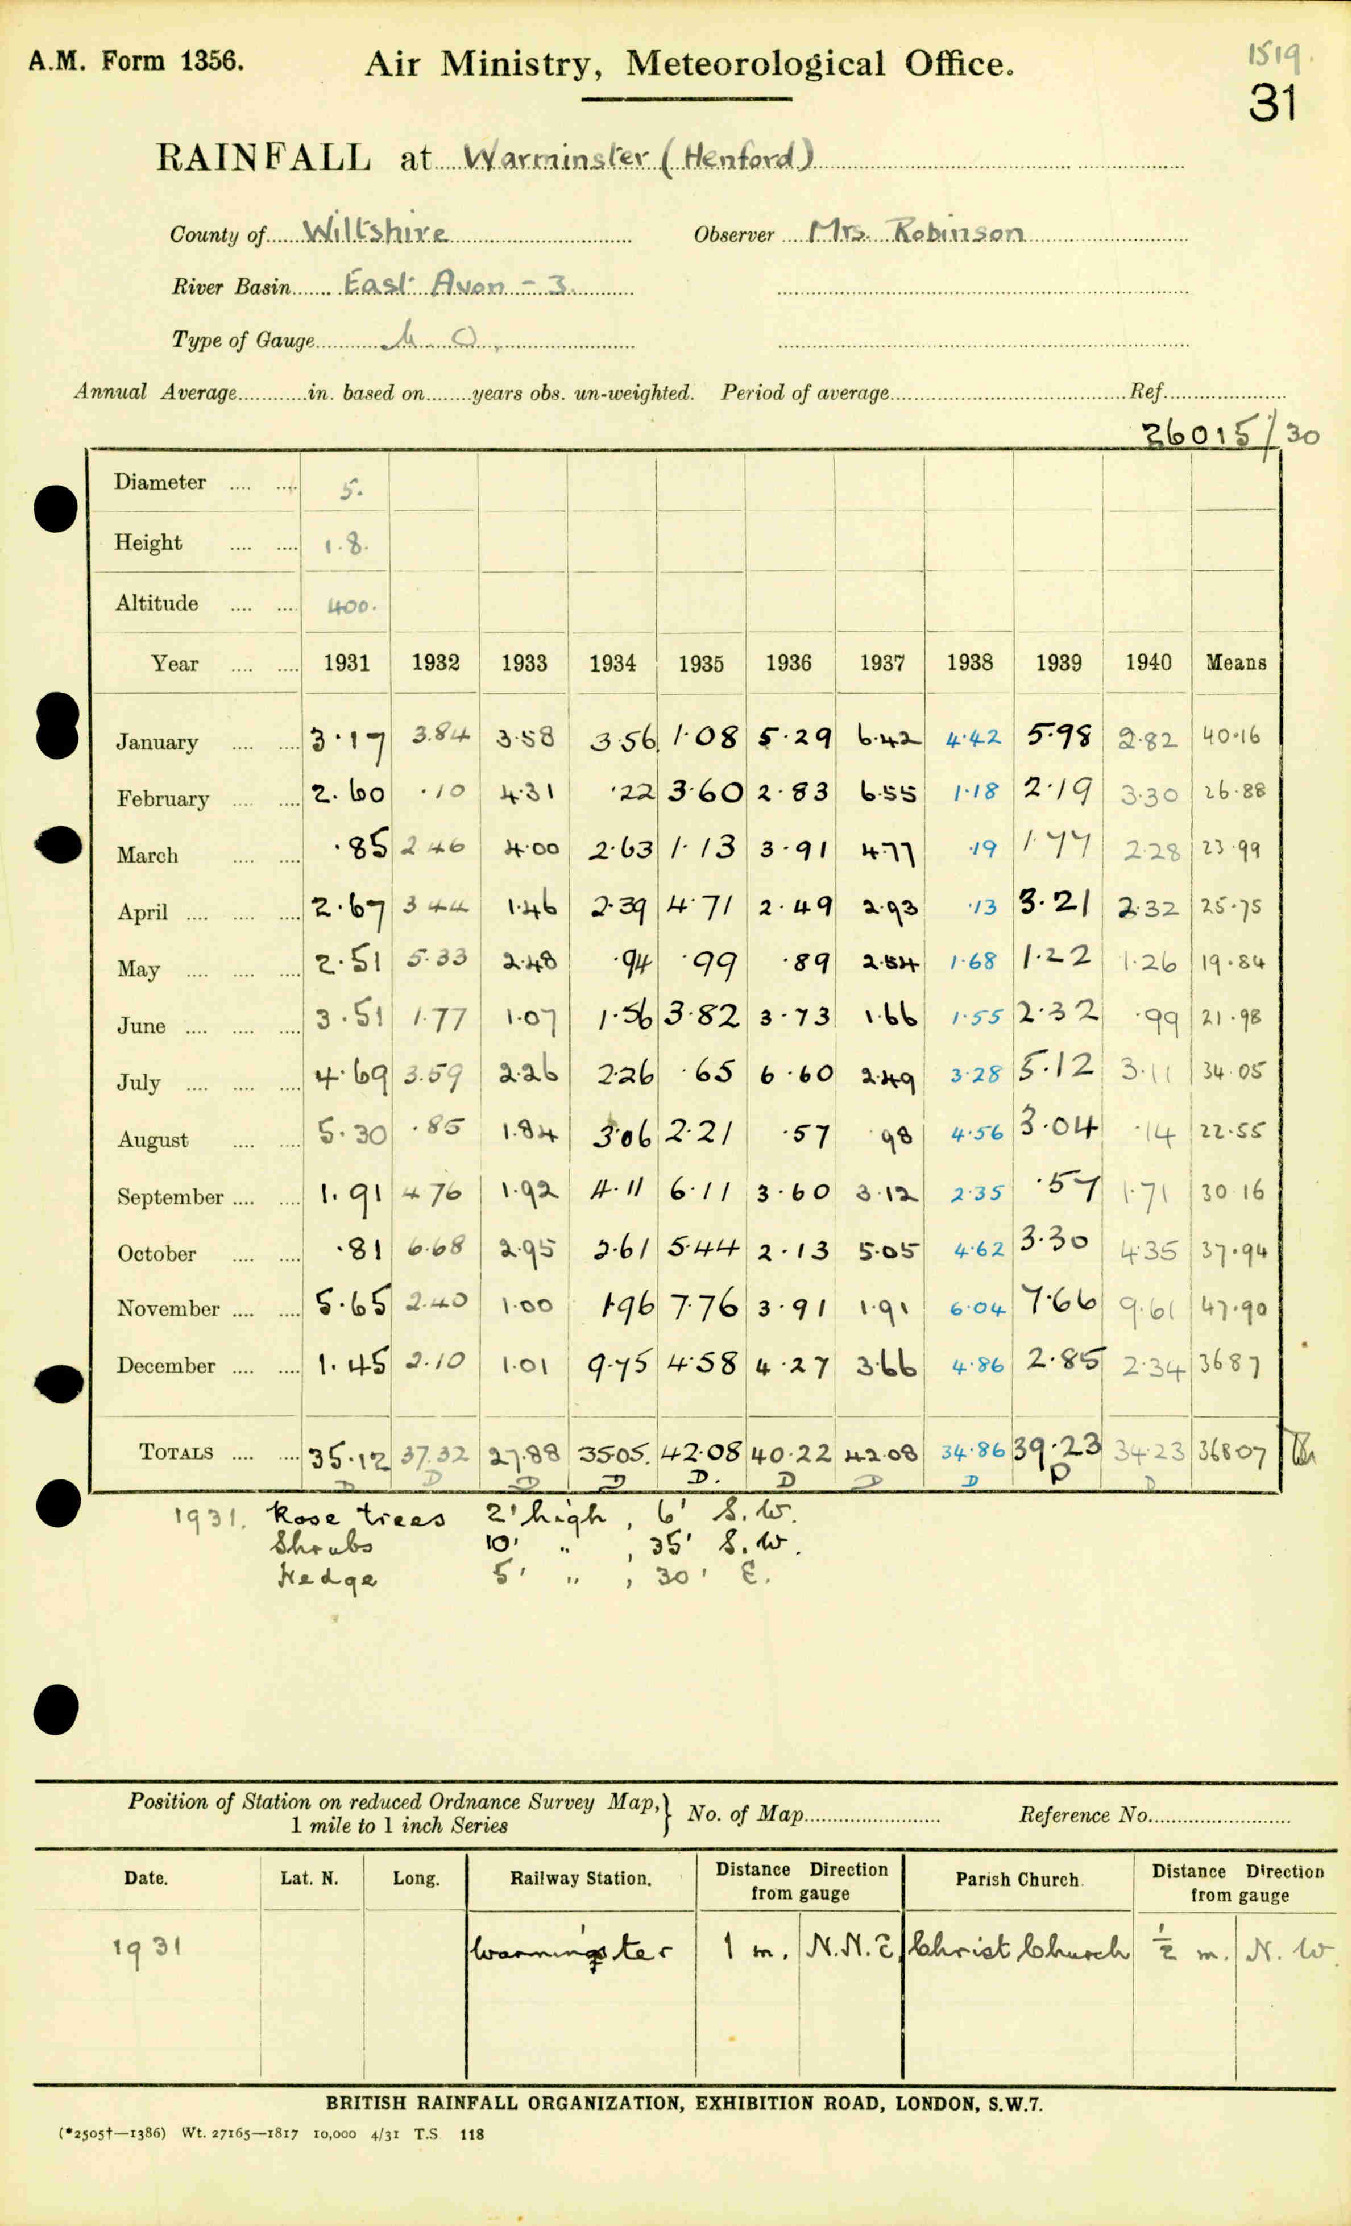 1519.
A.M. Form 1356. Air Ministry, Meteorological Office.
31
RAINFALL at Warminster (Henford)
County of Wiltshire Observer Mrs. Robinson
River Basin East Avon - 3.
Type of Gauge M.O.
Annual Average in. based on years obs. un-weighted. Period of average Ref.
26015/30
Diameter 5.
Height 1.8.
Altitude 400.
Year 1931 1932 1933 1934 1935 1936 1937 1938 1939 1940 Means
January 3.17 3.84 3.58 3.56 1.08 5.29 6.42 4.42 5.98 2.82 40.16
February 2.60 .10 4.31 .22 3.60 2.83 6.55 1.18 2.19 3.30 26.88
March .85 2.46 4.00 2.63 1.13 3.91 4.77 .19 1.77 2.28 23.99
April 2.67 3.44 1.46 2.39 4.71 2.49 2.93 .13 3.21 2.32 25.75
May 2.51 5.33 2.48 .94 .99 .89 2.54 1.68 1.22 1.26 19.84
June 3.51 1.77 1.07 1.56 3.82 3.73 1.66 1.55 2.32 .99 21.98
July 4.69 3.59 2.26 2.26 .65 6.60 2.49 3.28 5.12 3.11 34.05
August 5.30 .85 1.84 3.06 2.21 .57 .98 4.56 3.04 .14 22.55
September 1.91 4.76 1.92 4.11 6.11 3.60 3.12 2.35 .57 1.71 30.16
October .81 6.68 2.95 2.61 5.44 2.13 5.05 4.62 3.30 4.35 37.94
November 5.65 2.40 1.00 1.96 7.76 3.91 1.91 6.04 7.66 9.61 47.90
December 1.45 2.10 1.01 9.75 4.58 4.27 3.66 4.86 2.85 2.34 36 87
TOTALS 35.12 37.32 27.88 35.05. 42.08 40.22 42.08 34.86 39.23 34.23 368.07
D D D D D. D D D D D
1931. Rose trees 2' high, 6' S.W.
Shrubs 10' ", 35' S.W.
Hedge 5' ", 30' E.
Position of Station on reduced Ordnance Survey Map,
1 mile to 1 inch Series } No. of Map Reference No.
Date. Lat. N. Long. Railway Station. Distance Direction from gauge Parish Church. Distance Direction from gauge
1931 Warminster 1 m. N.N.E. Christ Church ½ m. N.W.
BRITISH RAINFALL ORGANIZATION, EXHIBITION ROAD, LONDON, S.W.7.
(*2505†—1386) Wt. 27165—1817 10,000 4/31 T.S 118